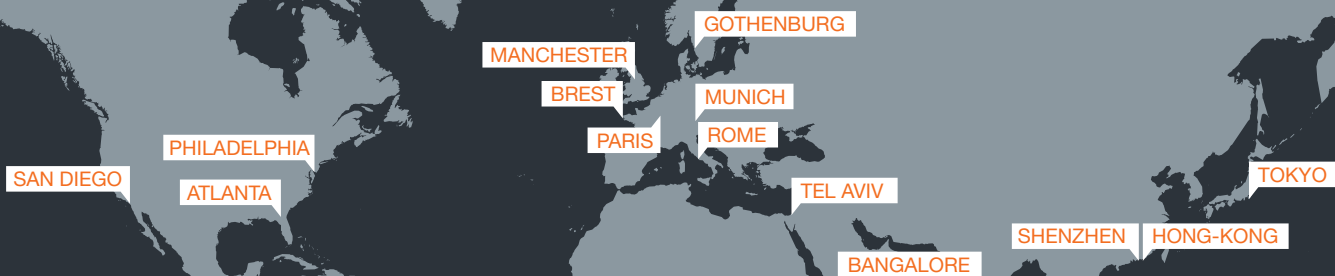 GOTHENBURG
MANCHESTER
BREST
MUNICH
PARIS
ROME
PHILADELPHIA
SAN DIEGO
ATLANTA
TEL AVIV
TOKYO
SHENZHEN
HONG-KONG
BANGALORE